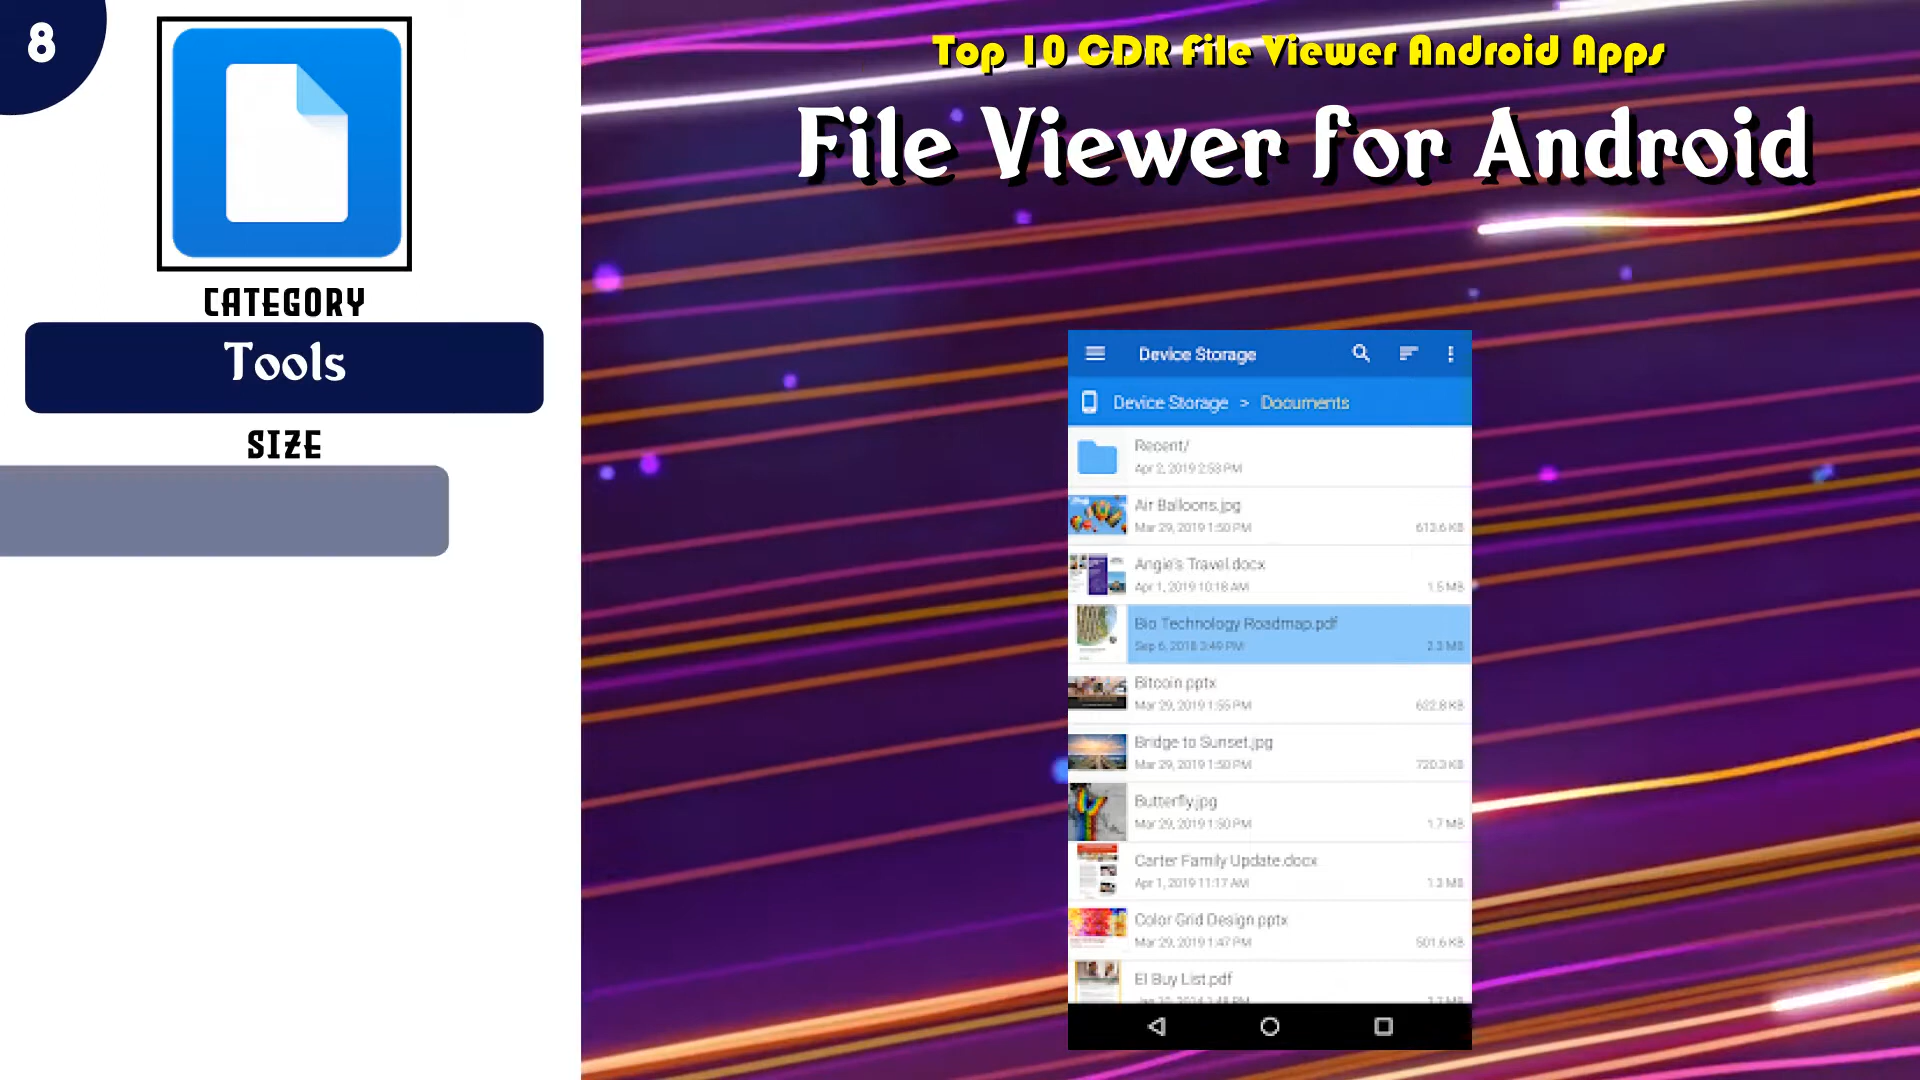 8
CATEGORY
Tools
SIZE
Top 10 CDR File Viewer Android Apps
File Viewer for Android
Device Storage
Device Storage > Documents
Recent/
Apr 2, 2019 2:53 PM
Air Balloons.jpg
Mar 29, 2019 1:50 PM 613.6 KB
Angie's Travel.docx
Apr 1, 2019 10:18 AM 1.5 MB
Bio Technology Roadmap.pdf
Sep 6, 2018 3:49 PM 2.3 MB
Bitcoin.pptx
Mar 29, 2019 1:55 PM 622.8 KB
Bridge to Sunset.jpg
Mar 29, 2019 1:50 PM 720.3 KB
Butterfly.jpg
Mar 29, 2019 1:50 PM 1.7 MB
Carter Family Update.docx
Apr 1, 2019 11:17 AM 1.3 MB
Color Grid Design.pptx
Mar 29, 2019 1:47 PM 501.6 KB
El Buy List.pdf